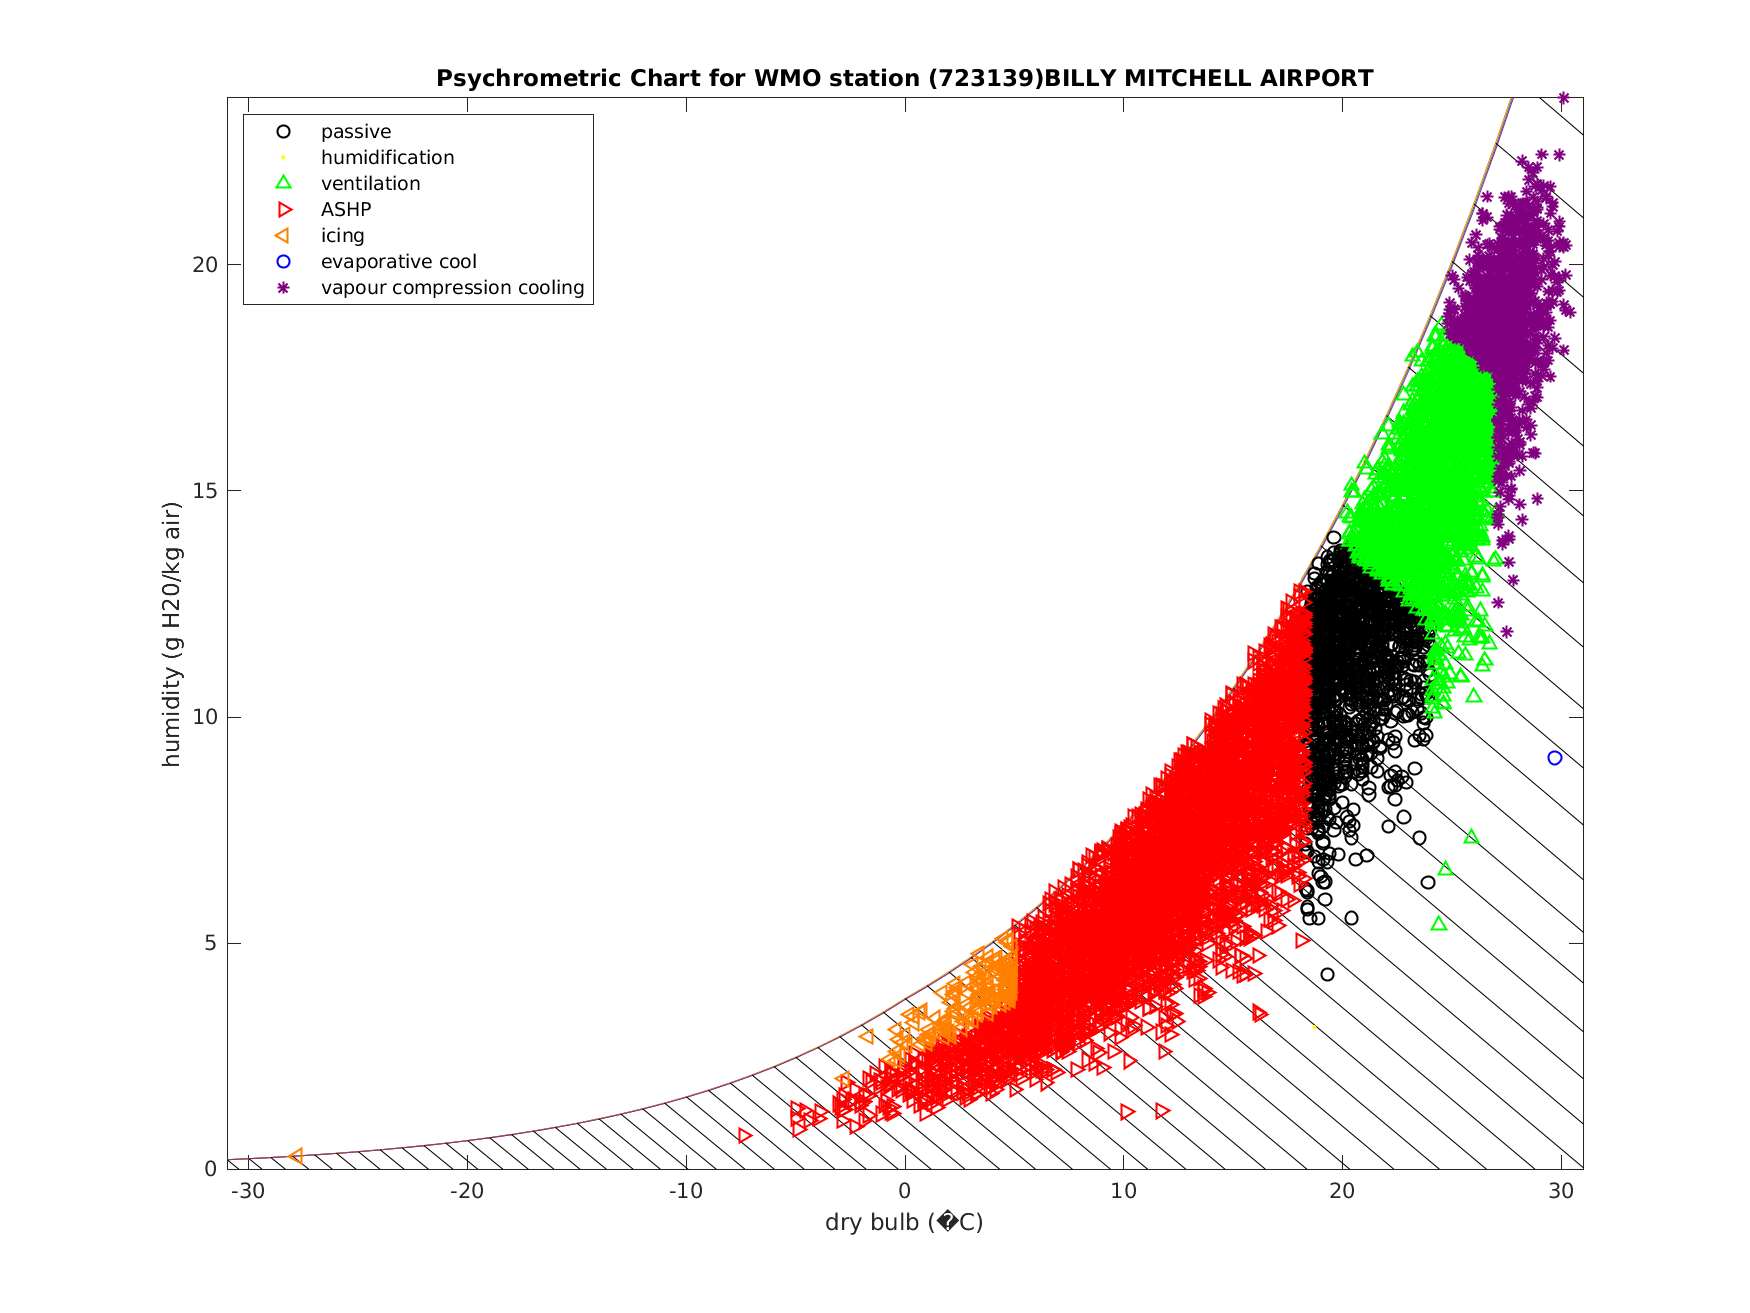 Psychrometric Chart for WMO station (723139)BILLY MITCHELL AIRPORT
passive
humidification
ventilation
ASHP
icing
evaporative cool
vapour compression cooling
20
15
10
5
0
humidity (g H20/kg air)
-30 -20 -10 0 10 20 30
dry bulb (�C)